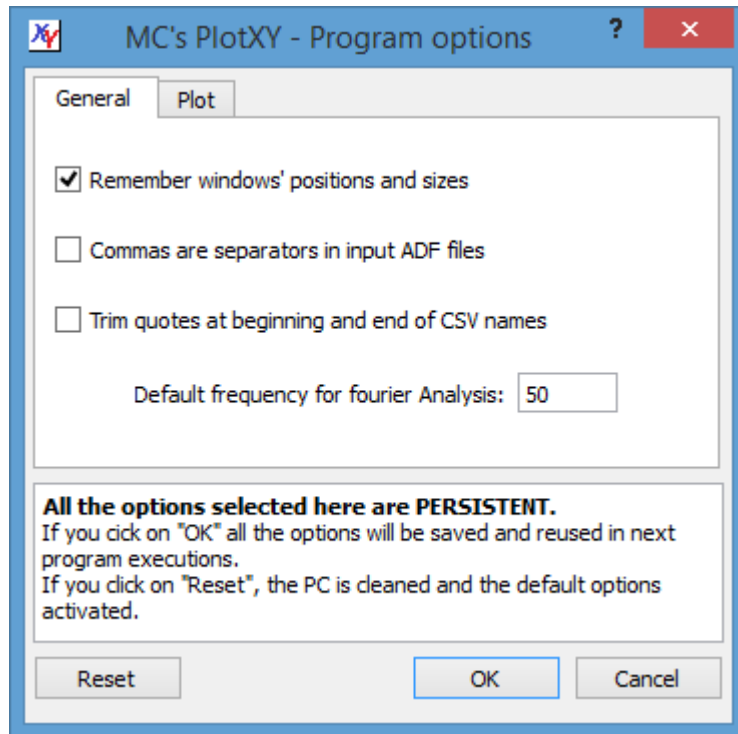 XY MC's PlotXY - Program options ? ×
General Plot
Remember windows' positions and sizes
Commas are separators in input ADF files
Trim quotes at beginning and end of CSV names
Default frequency for fourier Analysis: 50
All the options selected here are PERSISTENT.
If you cick on "OK" all the options will be saved and reused in next
program executions.
If you click on "Reset", the PC is cleaned and the default options
activated.
Reset OK Cancel